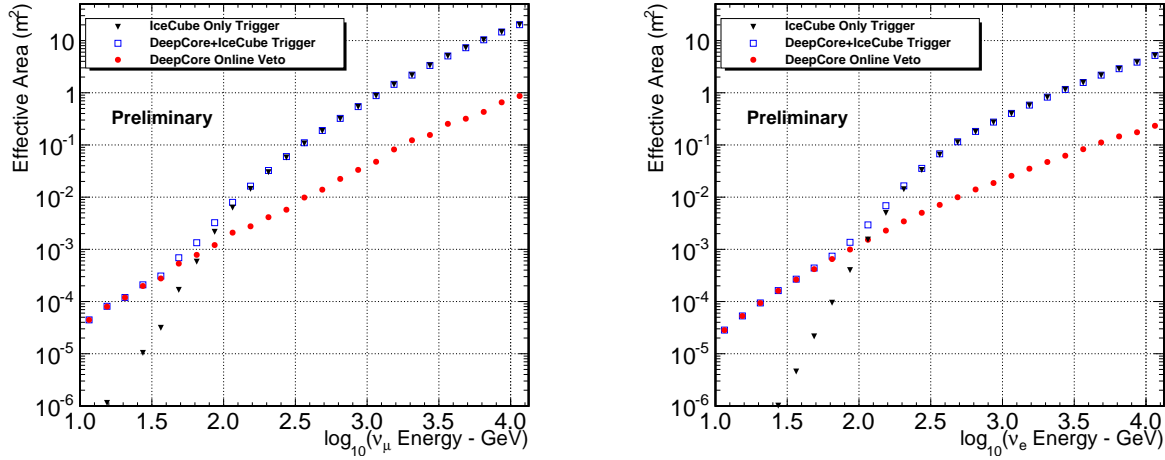 Effective Area (m²)
IceCube Only Trigger
DeepCore+IceCube Trigger
DeepCore Online Veto
Preliminary
10
1
10⁻¹
10⁻²
10⁻³
10⁻⁴
10⁻⁵
10⁻⁶
1.0 1.5 2.0 2.5 3.0 3.5 4.0
log₁₀(νμ Energy - GeV)
Effective Area (m²)
IceCube Only Trigger
DeepCore+IceCube Trigger
DeepCore Online Veto
Preliminary
10
1
10⁻¹
10⁻²
10⁻³
10⁻⁴
10⁻⁵
10⁻⁶
1.0 1.5 2.0 2.5 3.0 3.5 4.0
log₁₀(νₑ Energy - GeV)